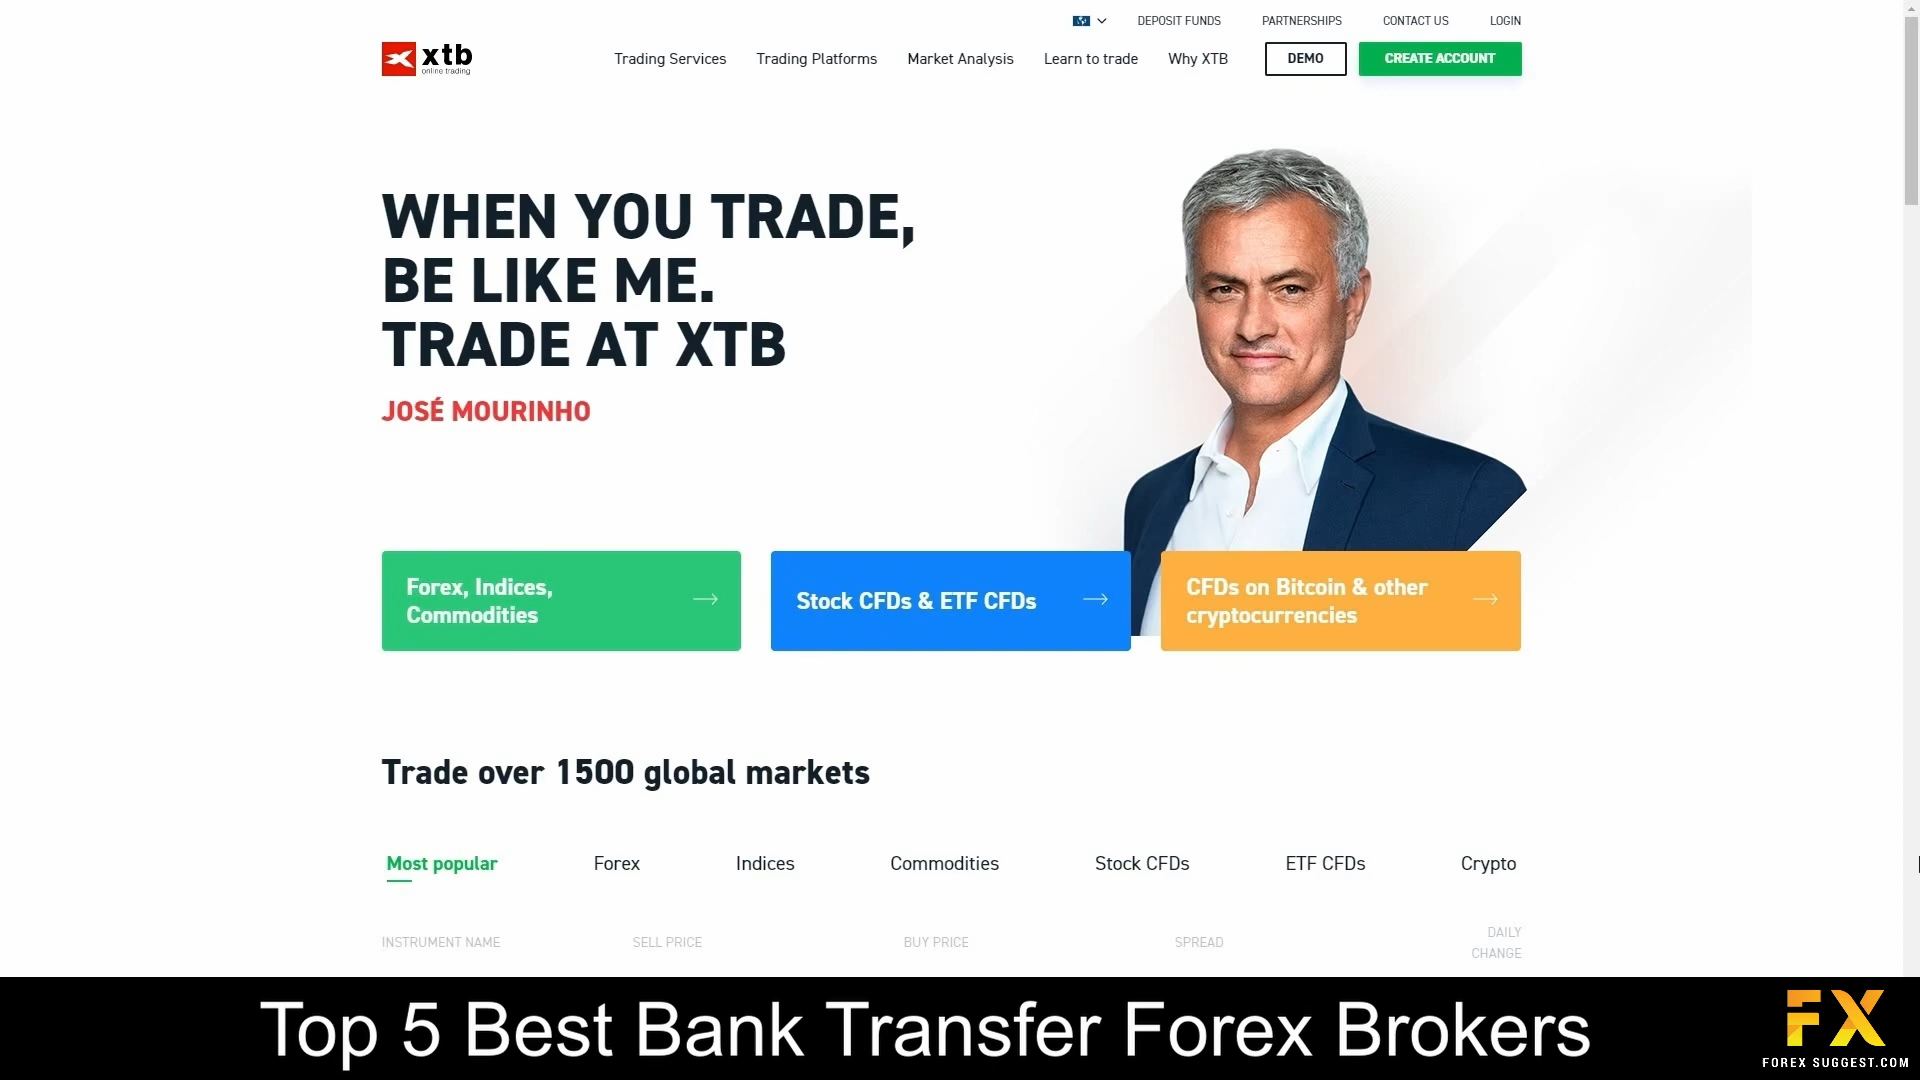 DEPOSIT FUNDS PARTNERSHIPS CONTACT US LOGIN
xtb
online trading
Trading Services Trading Platforms Market Analysis Learn to trade Why XTB DEMO CREATE ACCOUNT
WHEN YOU TRADE,
BE LIKE ME.
TRADE AT XTB
JOSÉ MOURINHO
Forex, Indices,
Commodities
Stock CFDs & ETF CFDs
CFDs on Bitcoin & other
cryptocurrencies
Trade over 1500 global markets
Most popular Forex Indices Commodities Stock CFDs ETF CFDs Crypto
INSTRUMENT NAME SELL PRICE BUY PRICE SPREAD DAILY
CHANGE
Top 5 Best Bank Transfer Forex Brokers
FX
FOREX SUGGEST.COM